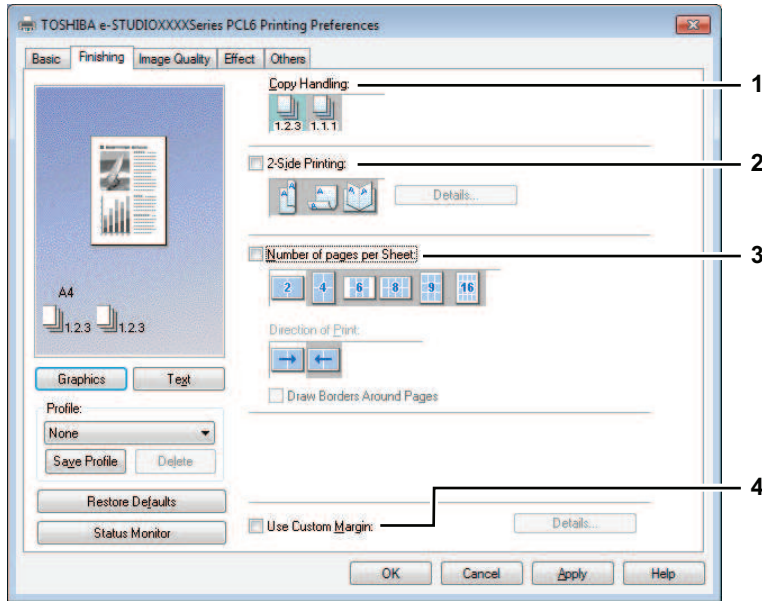 TOSHIBA e-STUDIOXXXXSeries PCL6 Printing Preferences
Basic Finishing Image Quality Effect Others
Copy Handling: 1
1.2.3 1.1.1
2-Side Printing: 2
Details...
Number of pages per Sheet: 3
2 4 6 8 9 16
A4
1.2.3 1.2.3
Direction of Print:
Graphics Text
Draw Borders Around Pages
Profile:
None
Save Profile Delete
Restore Defaults
Use Custom Margin: Details... 4
Status Monitor
OK Cancel Apply Help